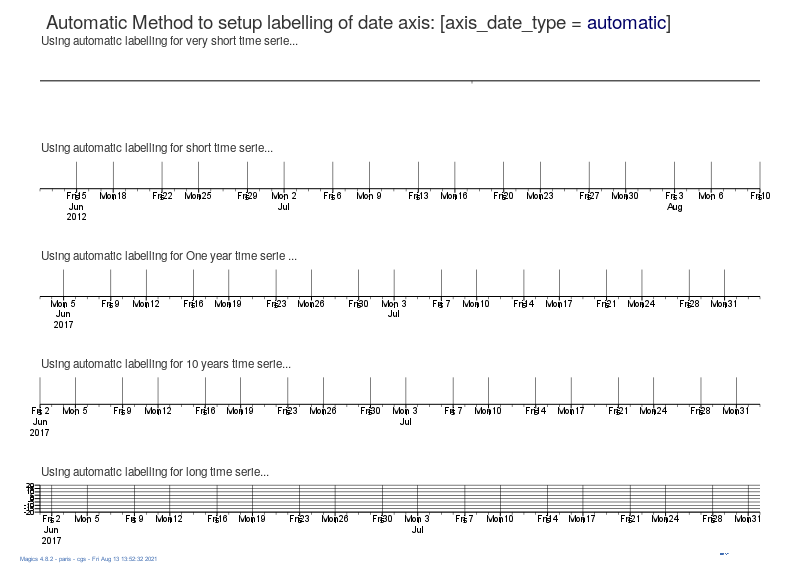 Automatic Method to setup labelling of date axis: [axis_date_type = automatic]
Using automatic labelling for very short time serie...
Using automatic labelling for short time serie...
Fri 15 Mon 18 Fri 22 Mon 25 Fri 29 Mon 2 Fri 6 Mon 9 Fri 13 Mon 16 Fri 20 Mon 23 Fri 27 Mon 30 Fri 3 Mon 6 Fri 10
Jun Jul Aug
2012
Using automatic labelling for One year time serie ...
Mon 5 Fri 9 Mon 12 Fri 16 Mon 19 Fri 23 Mon 26 Fri 30 Mon 3 Fri 7 Mon 10 Fri 14 Mon 17 Fri 21 Mon 24 Fri 28 Mon 31
Jun Jul
2017
Using automatic labelling for 10 years time serie...
Fri 2 Mon 5 Fri 9 Mon 12 Fri 16 Mon 19 Fri 23 Mon 26 Fri 30 Mon 3 Fri 7 Mon 10 Fri 14 Mon 17 Fri 21 Mon 24 Fri 28 Mon 31
Jun Jul
2017
Using automatic labelling for long time serie...
20
-20
Fri 2 Mon 5 Fri 9 Mon 12 Fri 16 Mon 19 Fri 23 Mon 26 Fri 30 Mon 3 Fri 7 Mon 10 Fri 14 Mon 17 Fri 21 Mon 24 Fri 28 Mon 31
Jun Jul
2017
Magics 4.8.2 - paris - cgs - Fri Aug 13 13:52:32 2021